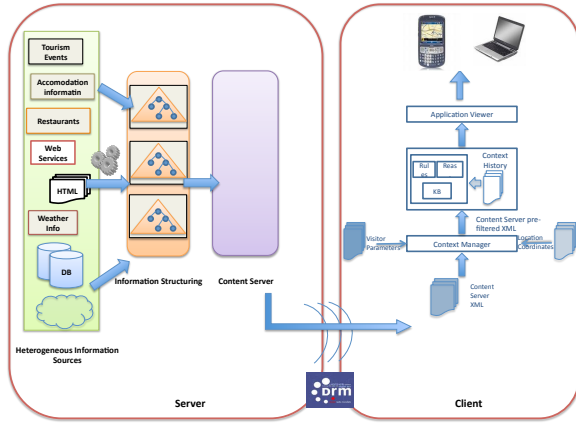 Tourism
Events
Accomodation
informatin
Restaurants
Web
Services
HTML
Weather
Info
DB
Heterogeneous Information
Sources
Information Structuring
Content Server
Server
Drm
Application Viewer
Rul
es
Reas
KB
Context
History
Content Server pre-
filtered XML
Visitor
Parameters
Context Manager
Location
Coordinates
Content
Server
XML
Client